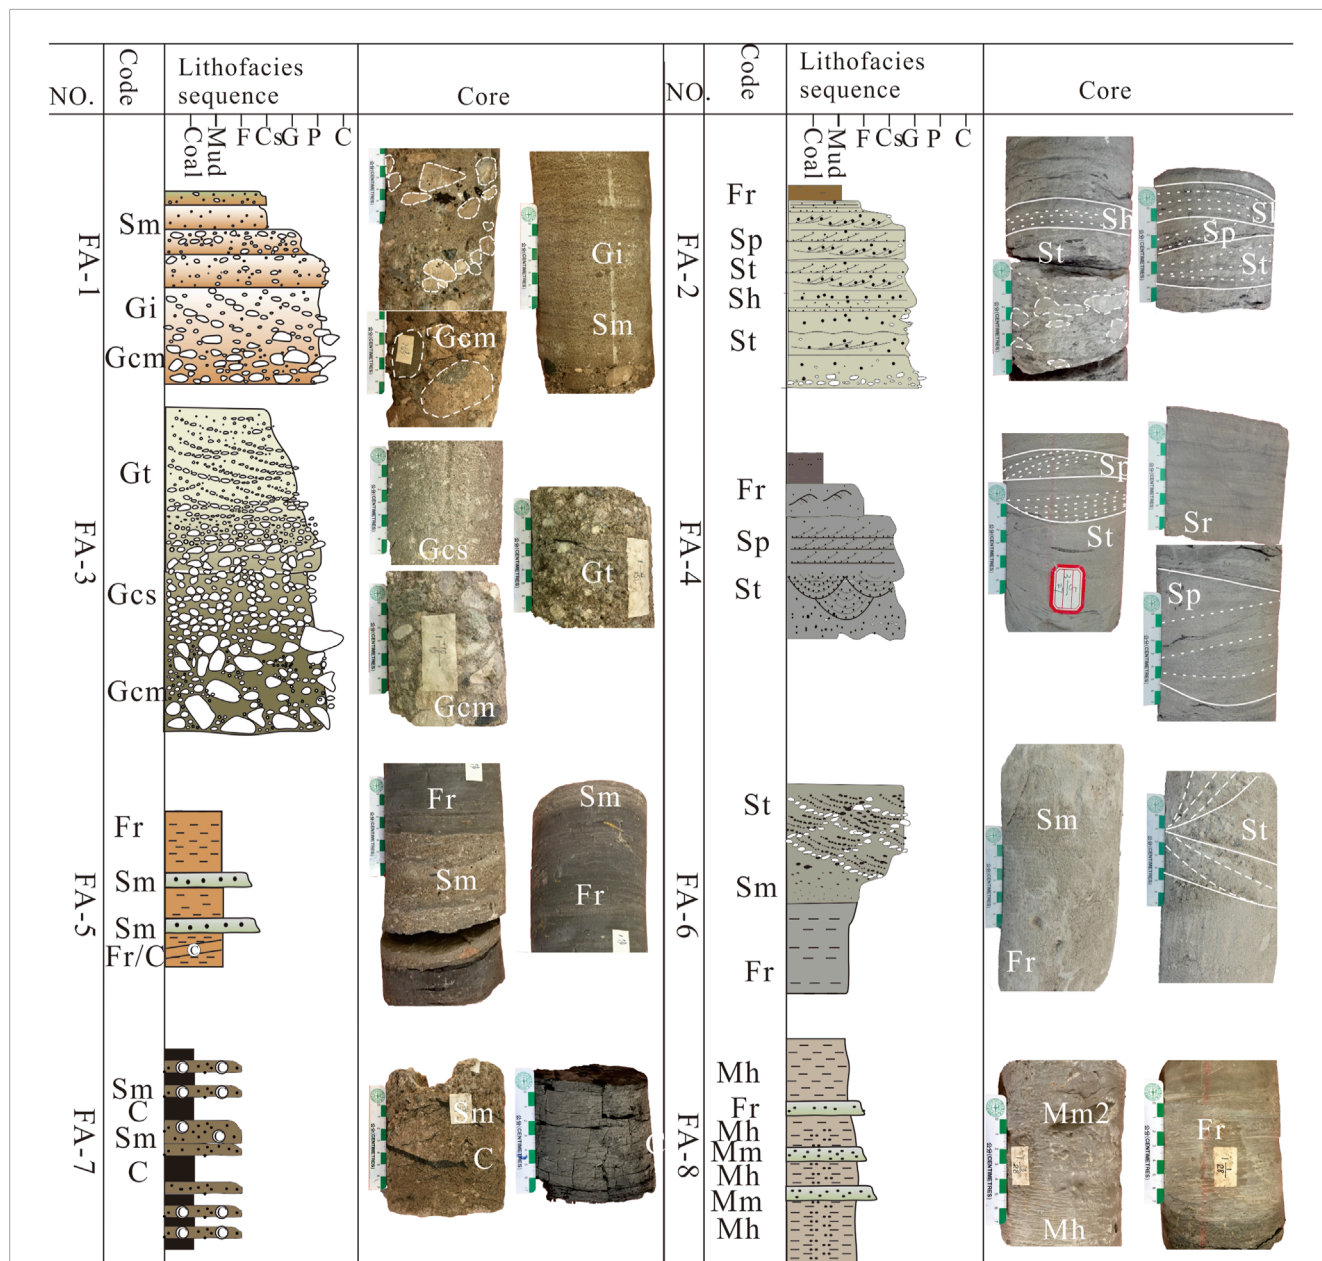 NO.
Code
Lithofacies
sequence
Core
NO.
Code
Lithofacies
sequence
Core
Coal
Mud
F
Cs
G
P
C
Coal
Mud
F
Cs
G
P
C
FA-1
Sm
Gi
Gcm
Gcm
Gi
Sm
FA-2
Fr
Sp
St
Sh
St
Sh
St
Sp
St
FA-3
Gt
Gcs
Gcm
Gcs
Gt
Gcm
FA-4
Fr
Sp
St
Sp
St
Sr
Sp
FA-5
Fr
Sm
Sm
Fr/C
C
Fr
Sm
Sm
Fr
FA-6
St
Sm
Fr
Sm
Fr
St
FA-7
Sm
C
Sm
C
Sm
C
C
FA-8
Mh
Fr
Mh
Mm
Mh
Mm
Mh
Mm2
Mh
Fr